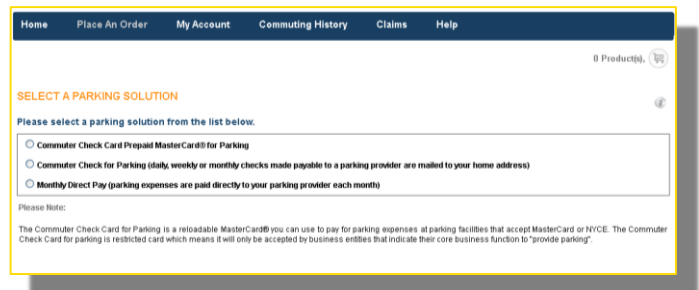 Home Place An Order My Account Commuting History Claims Help
0 Product(s),
SELECT A PARKING SOLUTION
Please select a parking solution from the list below.
Commuter Check Card Prepaid MasterCard® for Parking
Commuter Check for Parking (daily, weekly or monthly checks made payable to a parking provider are mailed to your home address)
Monthly Direct Pay (parking expenses are paid directly to your parking provider each month)
Please Note:
The Commuter Check Card for Parking is a reloadable MasterCard® you can use to pay for parking expenses at parking facilities that accept MasterCard or NYCE. The Commuter
Check Card for parking is restricted card which means it will only be accepted by business entities that indicate their core business function to "provide parking".